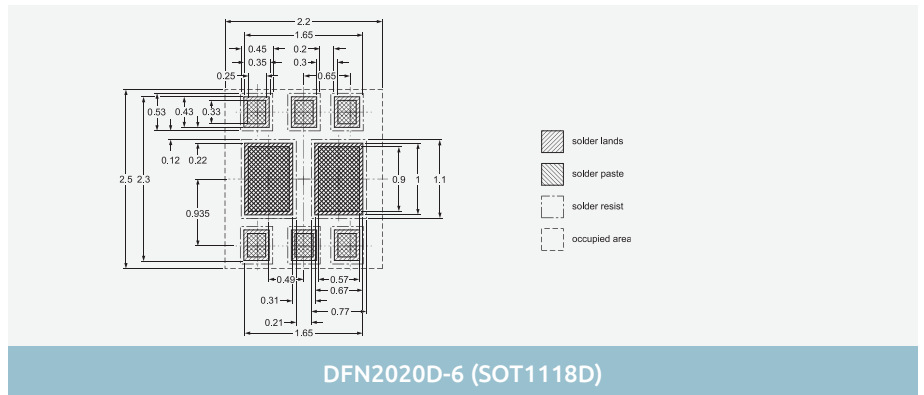 2.2
1.65
0.45 0.2
0.35 0.3
0.25 0.65
0.53 0.43 0.33
solder lands
0.12 0.22
solder paste
2.5 2.3 0.9 1 1.1
solder resist
0.935
occupied area
0.49 0.57
0.67
0.31
0.77
0.21
1.65
DFN2020D-6 (SOT1118D)